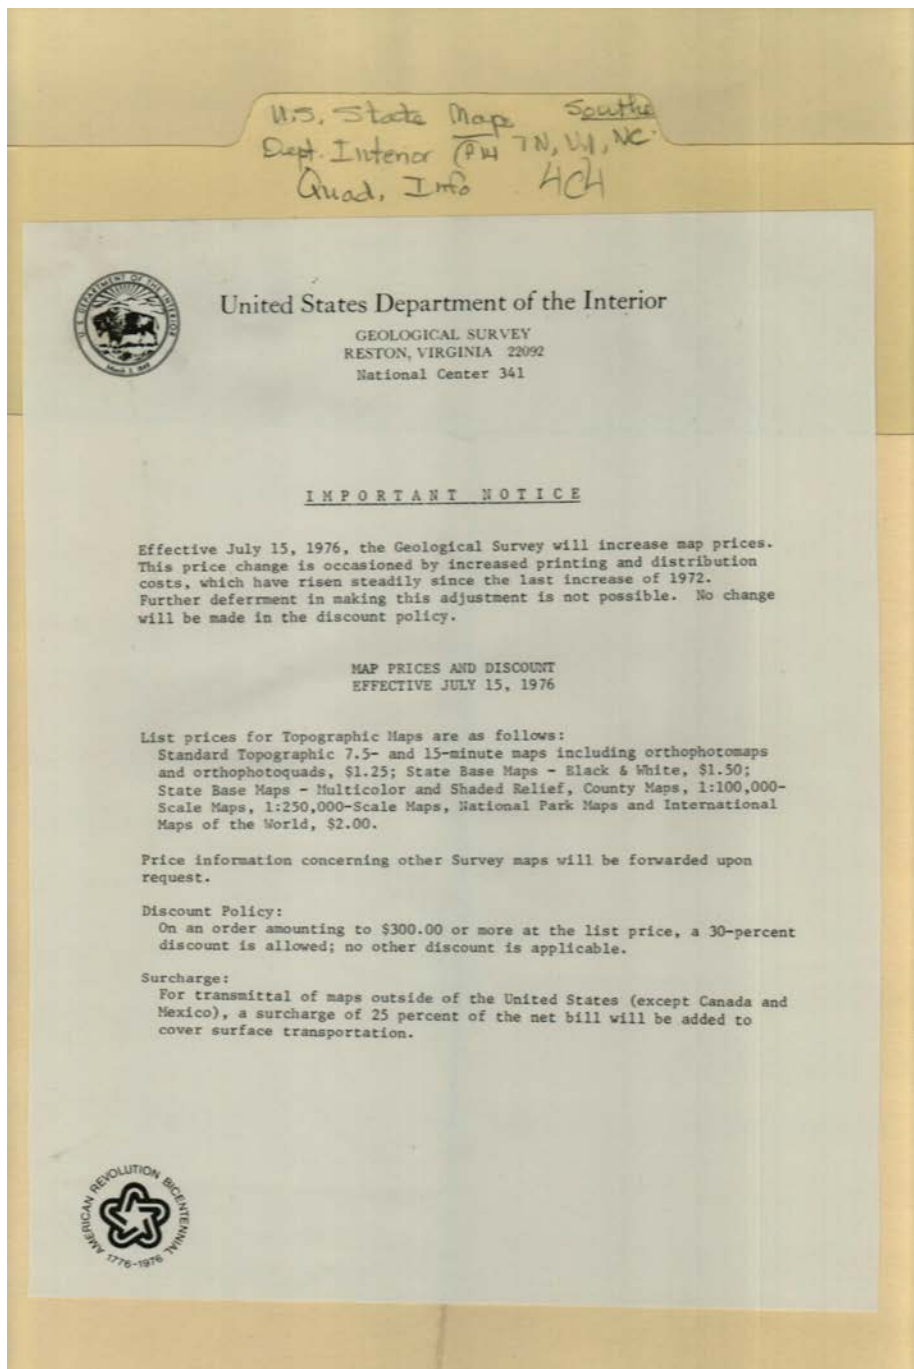 U.S. State Map Southe
Dept. Interior TN, VA, NC.
Quad. Info 404
U. S. DEPARTMENT OF THE INTERIOR
March 3, 1849
United States Department of the Interior
GEOLOGICAL SURVEY
RESTON, VIRGINIA 22092
National Center 341
IMPORTANT NOTICE
Effective July 15, 1976, the Geological Survey will increase map prices.
This price change is occasioned by increased printing and distribution
costs, which have risen steadily since the last increase of 1972.
Further deferrment in making this adjustment is not possible. No change
will be made in the discount policy.
MAP PRICES AND DISCOUNT
EFFECTIVE JULY 15, 1976
List prices for Topographic Maps are as follows:
Standard Topographic 7.5- and 15-minute maps including orthophotomaps
and orthophotoquads, $1.25; State Base Maps - Black & White, $1.50;
State Base Maps - Multicolor and Shaded Relief, County Maps, 1:100,000-
Scale Maps, 1:250,000-Scale Maps, National Park Maps and International
Maps of the World, $2.00.
Price information concerning other Survey maps will be forwarded upon
request.
Discount Policy:
On an order amounting to $300.00 or more at the list price, a 30-percent
discount is allowed; no other discount is applicable.
Surcharge:
For transmittal of maps outside of the United States (except Canada and
Mexico), a surcharge of 25 percent of the net bill will be added to
cover surface transportation.
AMERICAN REVOLUTION BICENTENNIAL
1776-1976